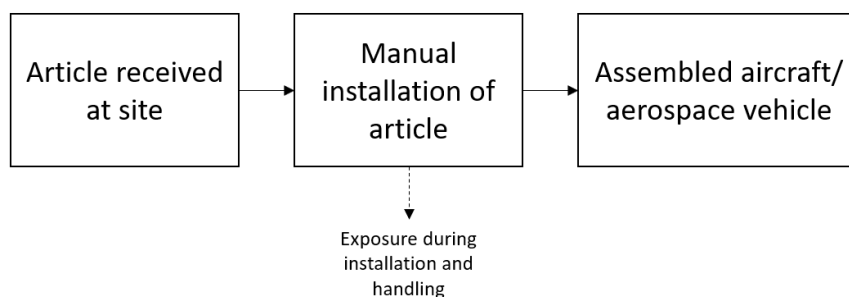 Article received
at site
Manual
installation of
article
Assembled aircraft/
aerospace vehicle
Exposure during
installation and
handling